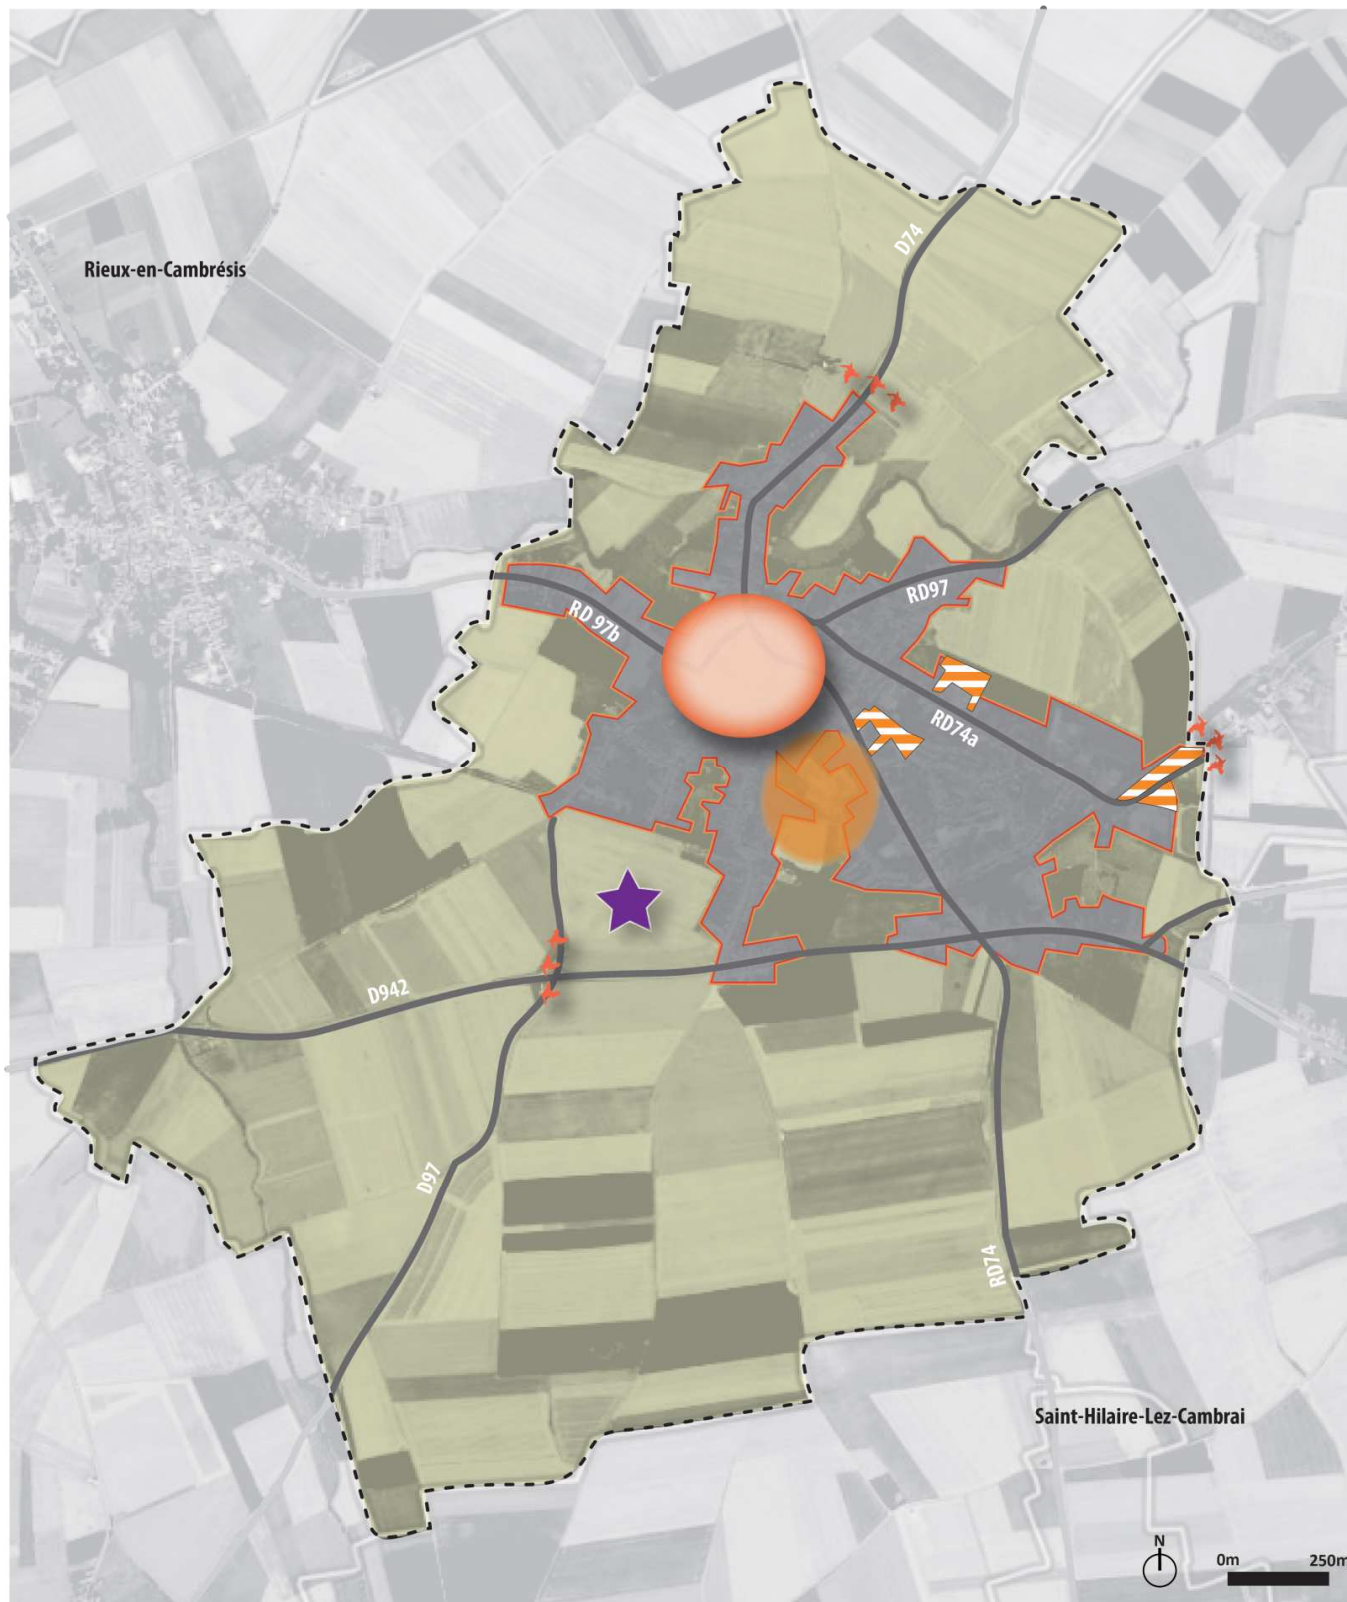 D74
Rieux-en-Cambrésis
RD97
RD 97b
RD74a
D942
D97
RD74
Saint-Hilaire-Lez-Cambrai
N
0m 250m